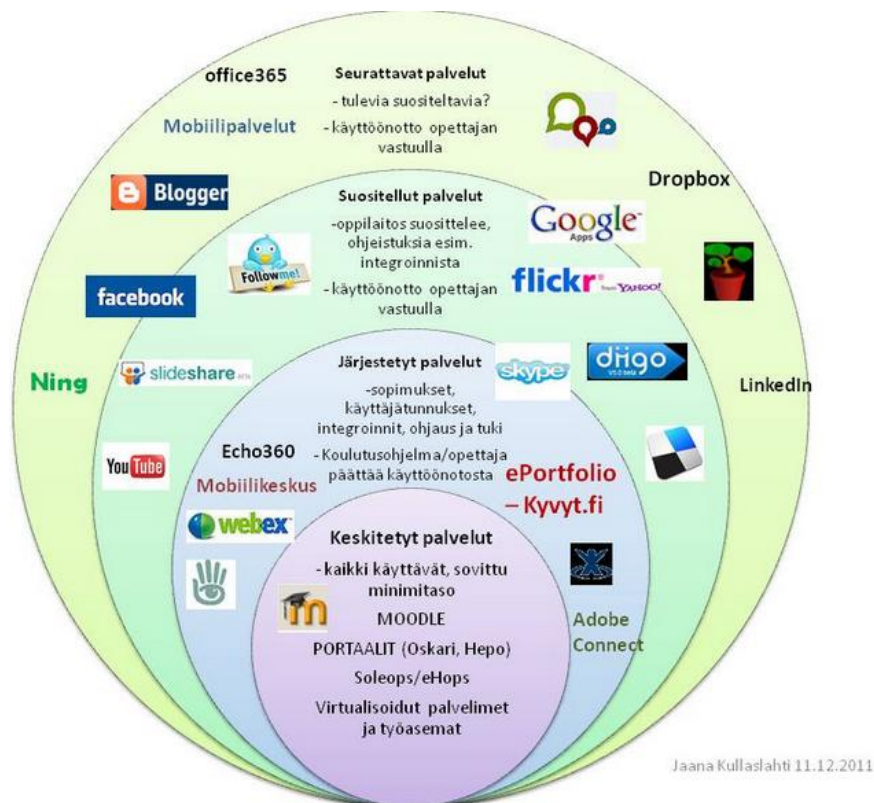 office365
Seurattavat palvelut
- tulevia suositeltavia?
- käyttöönotto opettajan
vastuulla
Mobiilipalvelut
Blogger
Dropbox
Suositellut palvelut
-oppilaitos suosittelee,
ohjeistuksia esim.
integroinnista
- käyttöönotto opettajan
vastuulla
Follow me!
Google
Apps
flickr from YAHOO!
facebook
Ning
slideshare
Järjestetyt palvelut
-sopimukset,
käyttäjätunnukset,
integroinnit, ohjaus ja tuki
- Koulutusohjelma/opettaja
päättää käyttöönotosta
skype
diigo
LinkedIn
YouTube
Echo360
Mobiilikeskus
webex
ePortfolio
– Kyvyt.fi
Keskitetyt palvelut
- kaikki käyttävät, sovittu
minimitaso
m
MOODLE
PORTAALIT (Oskari, Hepo)
Soleops/eHops
Virtualisoidut palvelimet
ja työasemat
Adobe
Connect
Jaana Kullaslahti 11.12.2011